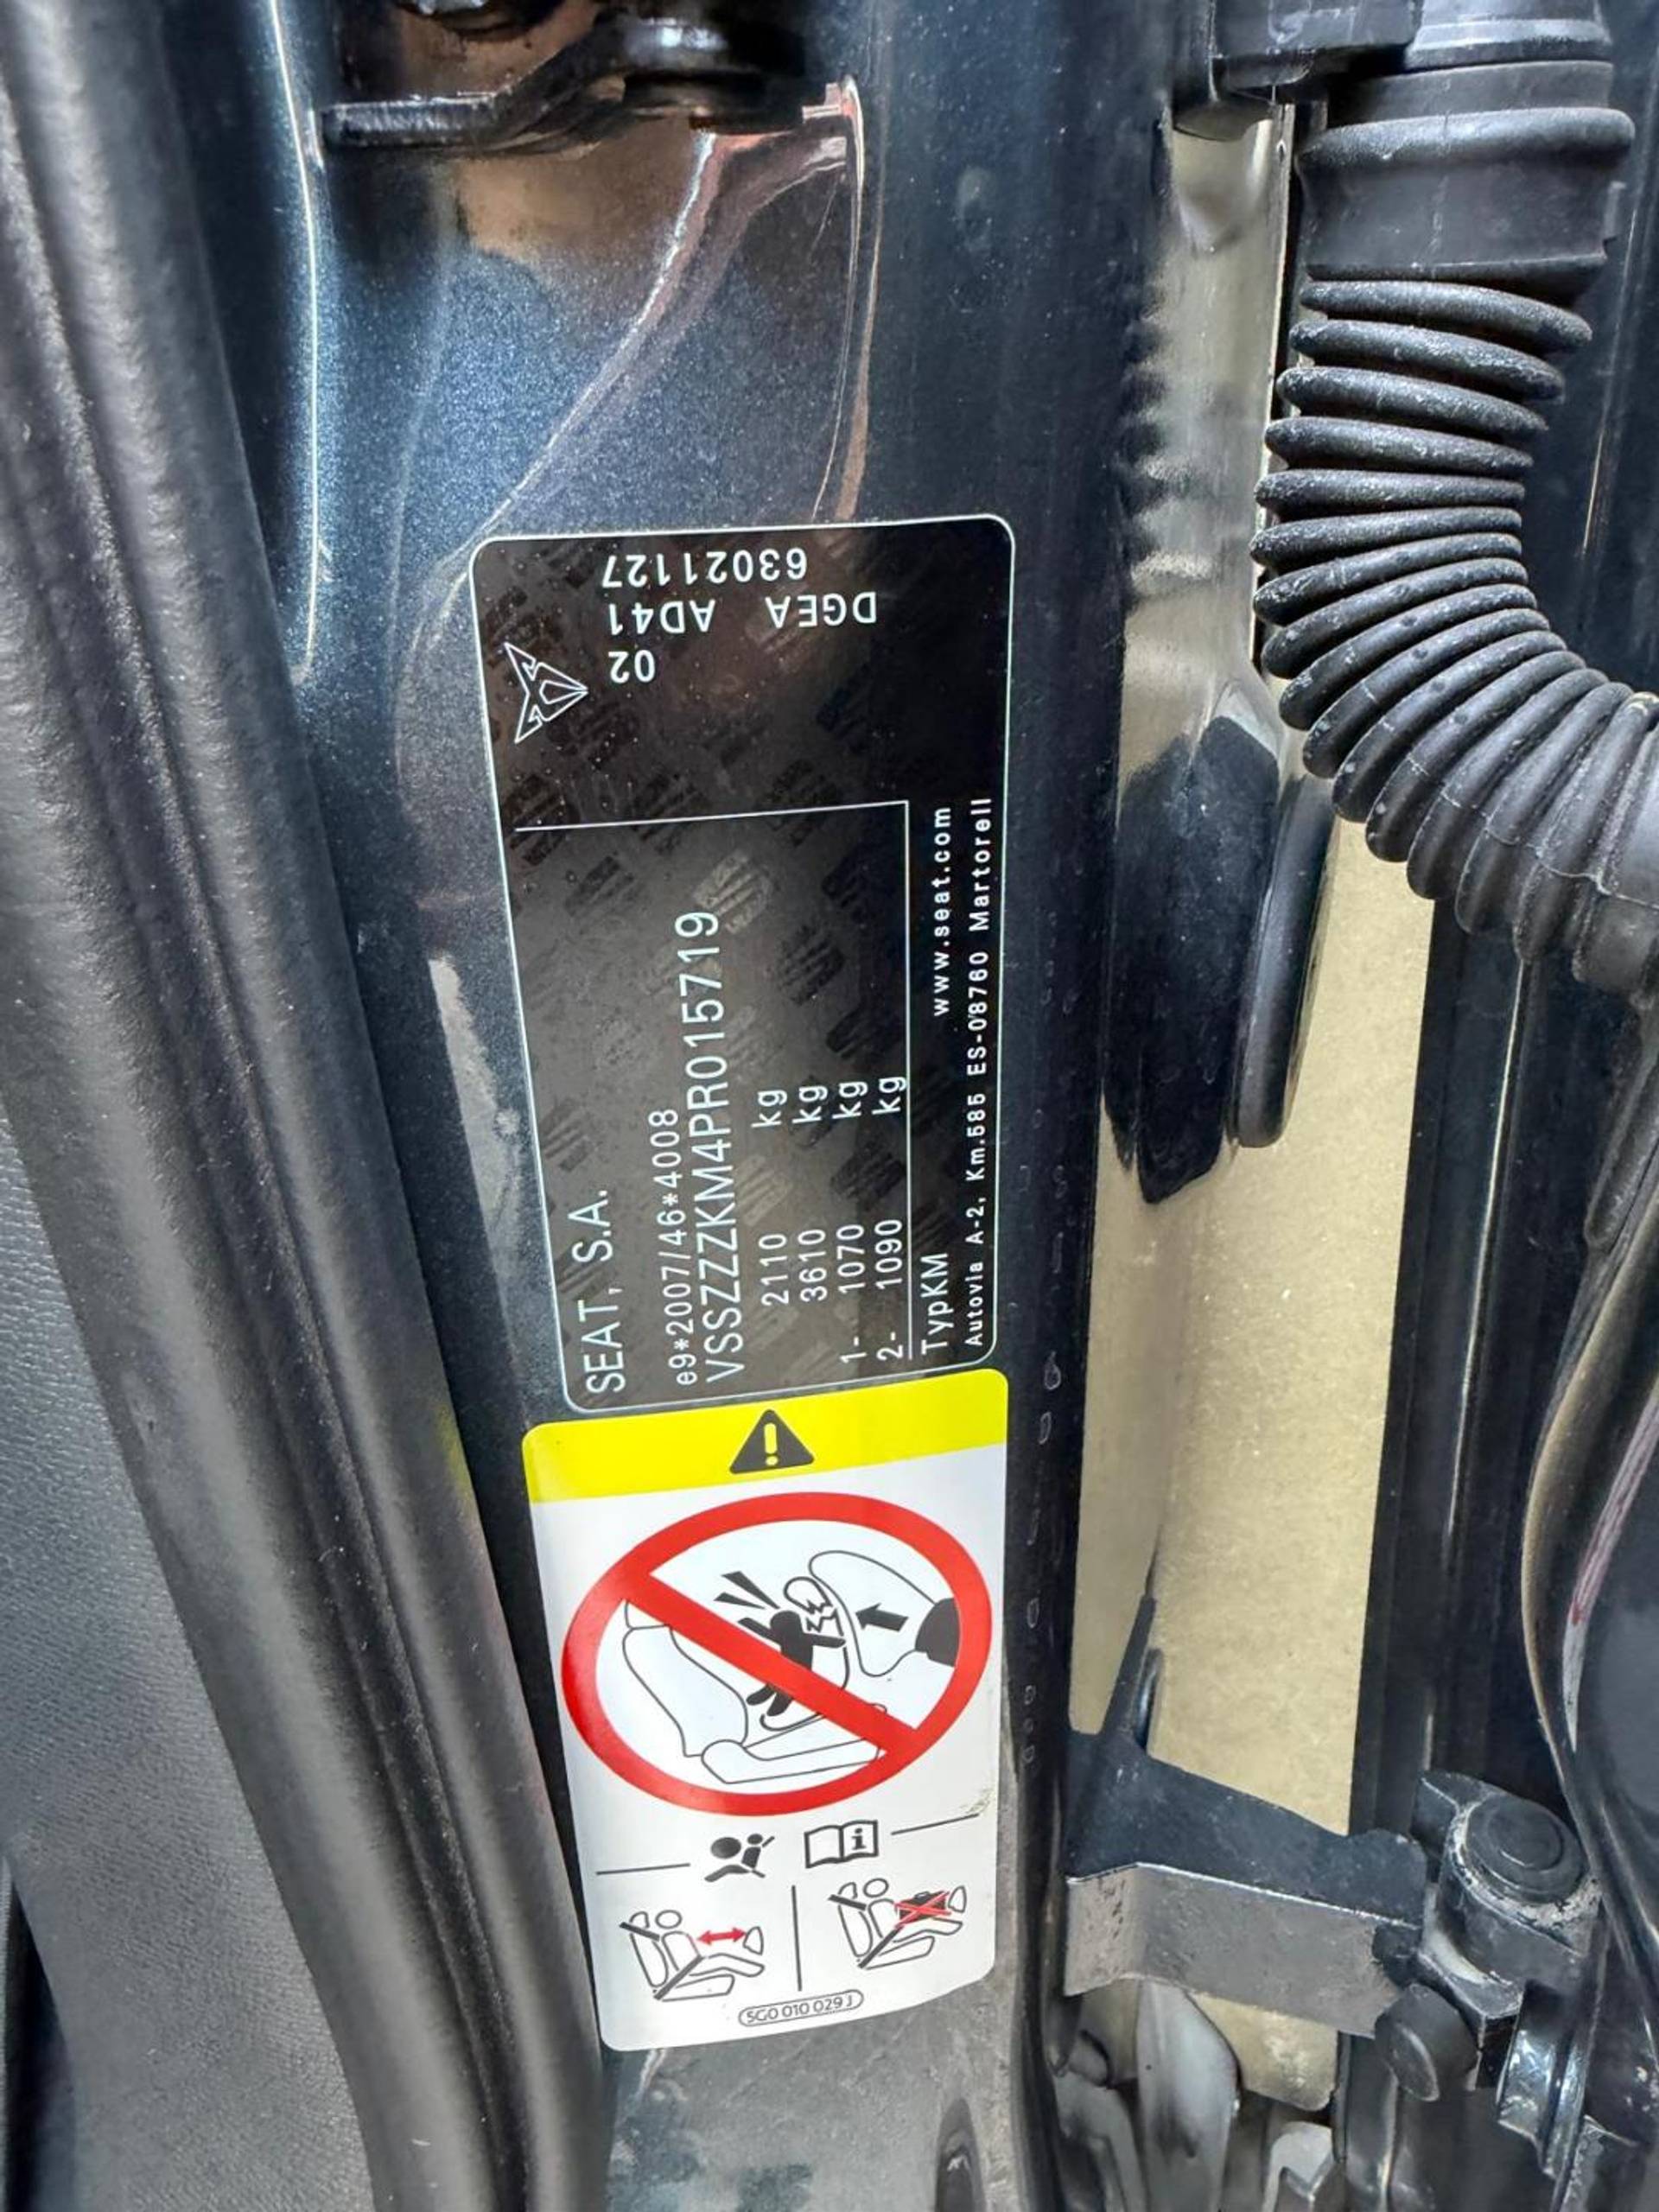 SEAT, S.A.
e9*2007/46*4008
VSSZZZKM4PR015719
2110 kg
3610 kg
1- 1070 kg
2- 1090 kg
TypKM www.seat.com
Autovia A-2, Km.585 ES-08760 Martorell
63021127
DGEA AD41
02
5G0 010 029 J